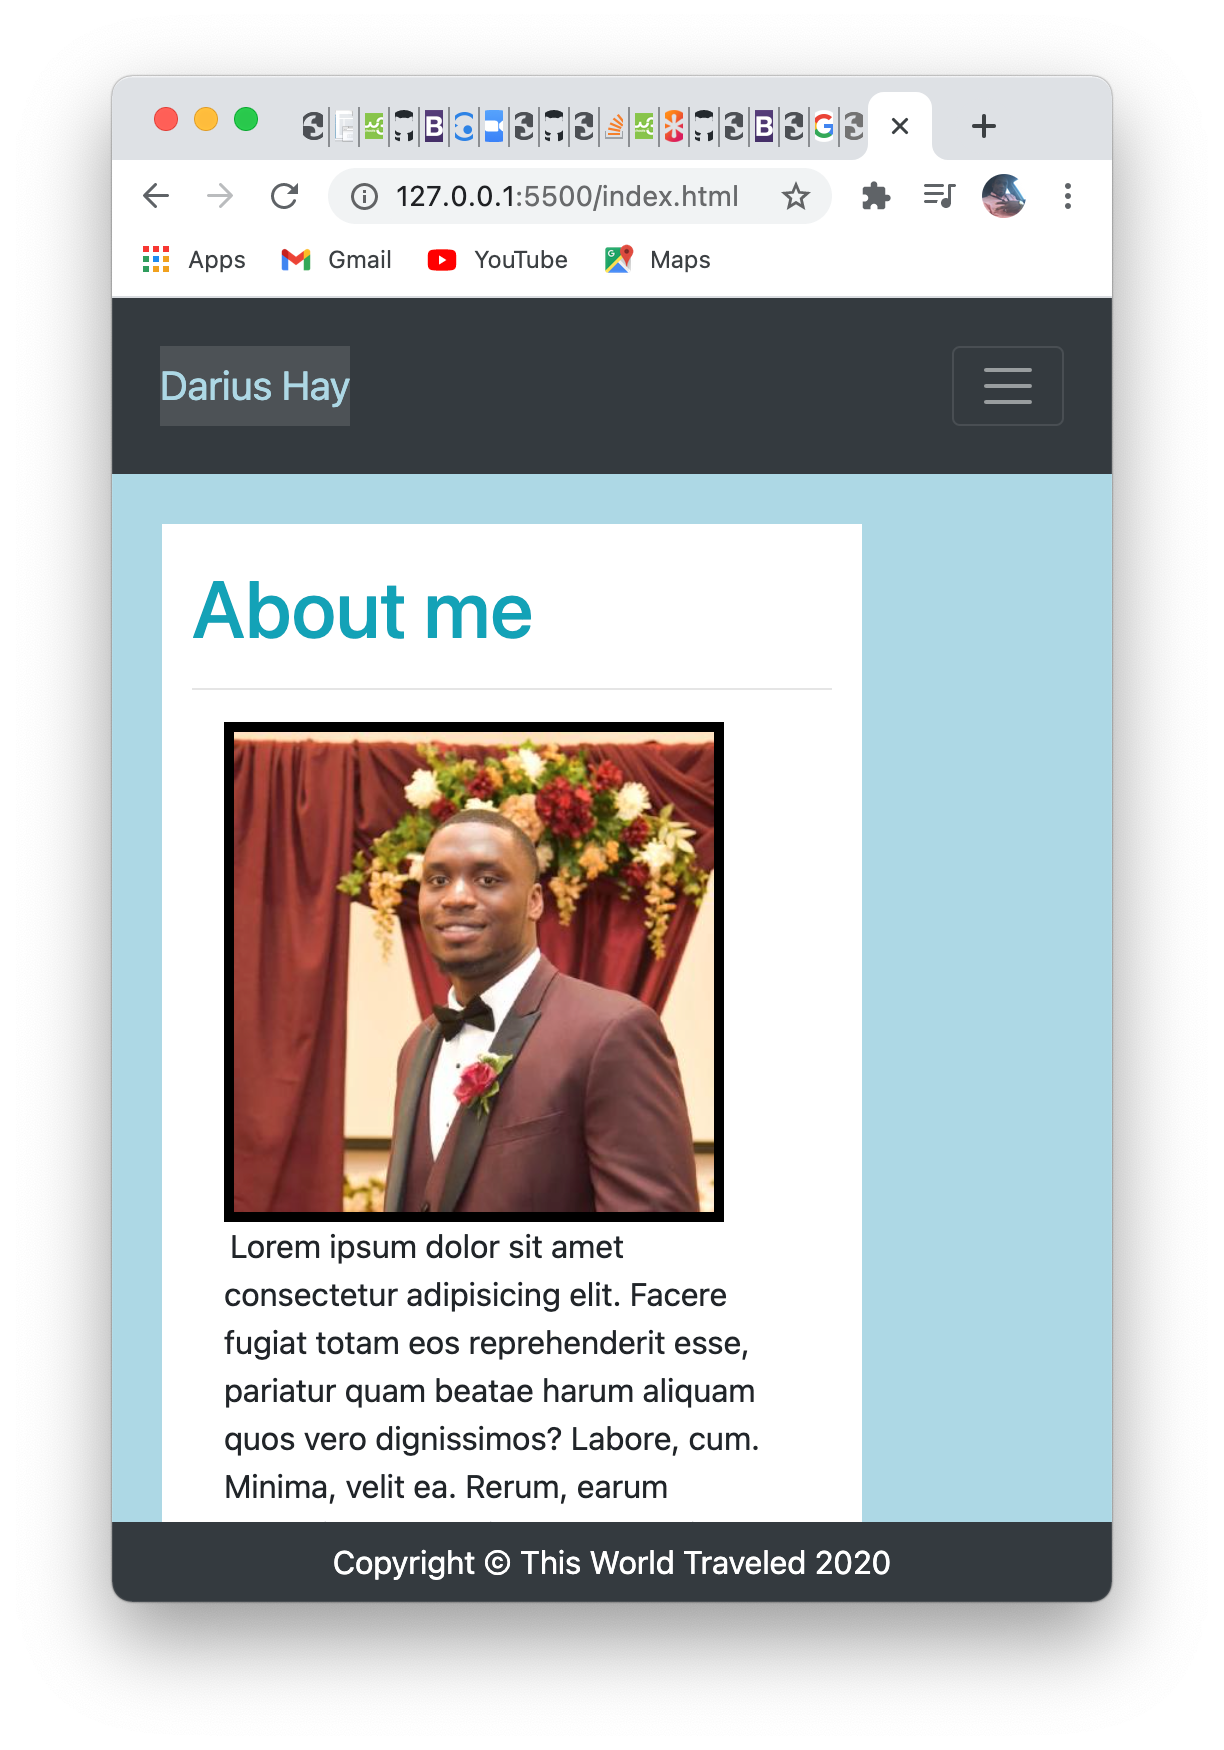 127.0.0.1:5500/index.html
Apps Gmail YouTube Maps
Darius Hay
About me
Lorem ipsum dolor sit amet
consectetur adipisicing elit. Facere
fugiat totam eos reprehenderit esse,
pariatur quam beatae harum aliquam
quos vero dignissimos? Labore, cum.
Minima, velit ea. Rerum, earum
Copyright © This World Traveled 2020